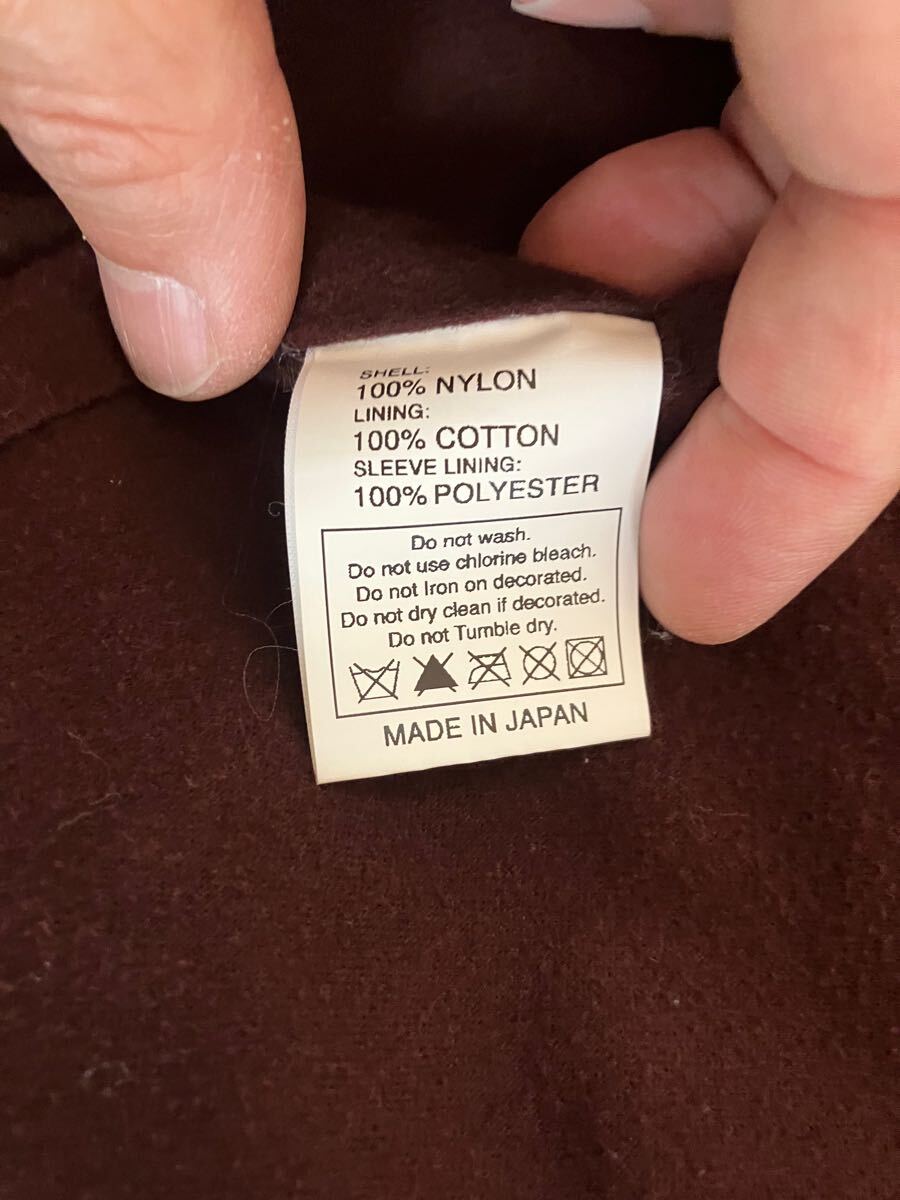 SHELL:
100% NYLON
LINING:
100% COTTON
SLEEVE LINING:
100% POLYESTER
Do not wash.
Do not use chlorine bleach.
Do not Iron on decorated.
Do not dry clean if decorated.
Do not Tumble dry.
MADE IN JAPAN